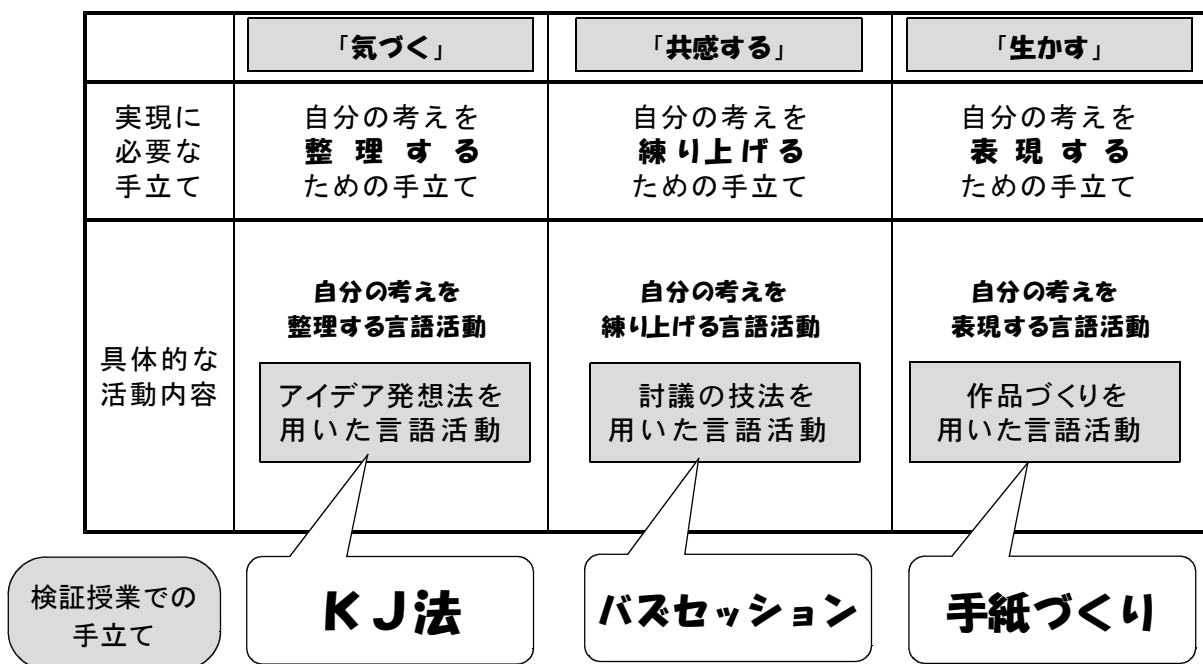 「気づく」
「共感する」
「生かす」
実現に
必要な
手立て
自分の考えを
整理する
ための手立て
自分の考えを
練り上げる
ための手立て
自分の考えを
表現する
ための手立て
具体的な
活動内容
自分の考えを
整理する言語活動
アイデア発想法を
用いた言語活動
自分の考えを
練り上げる言語活動
討議の技法を
用いた言語活動
自分の考えを
表現する言語活動
作品づくりを
用いた言語活動
検証授業での
手立て
KJ法
バズセッション
手紙づくり